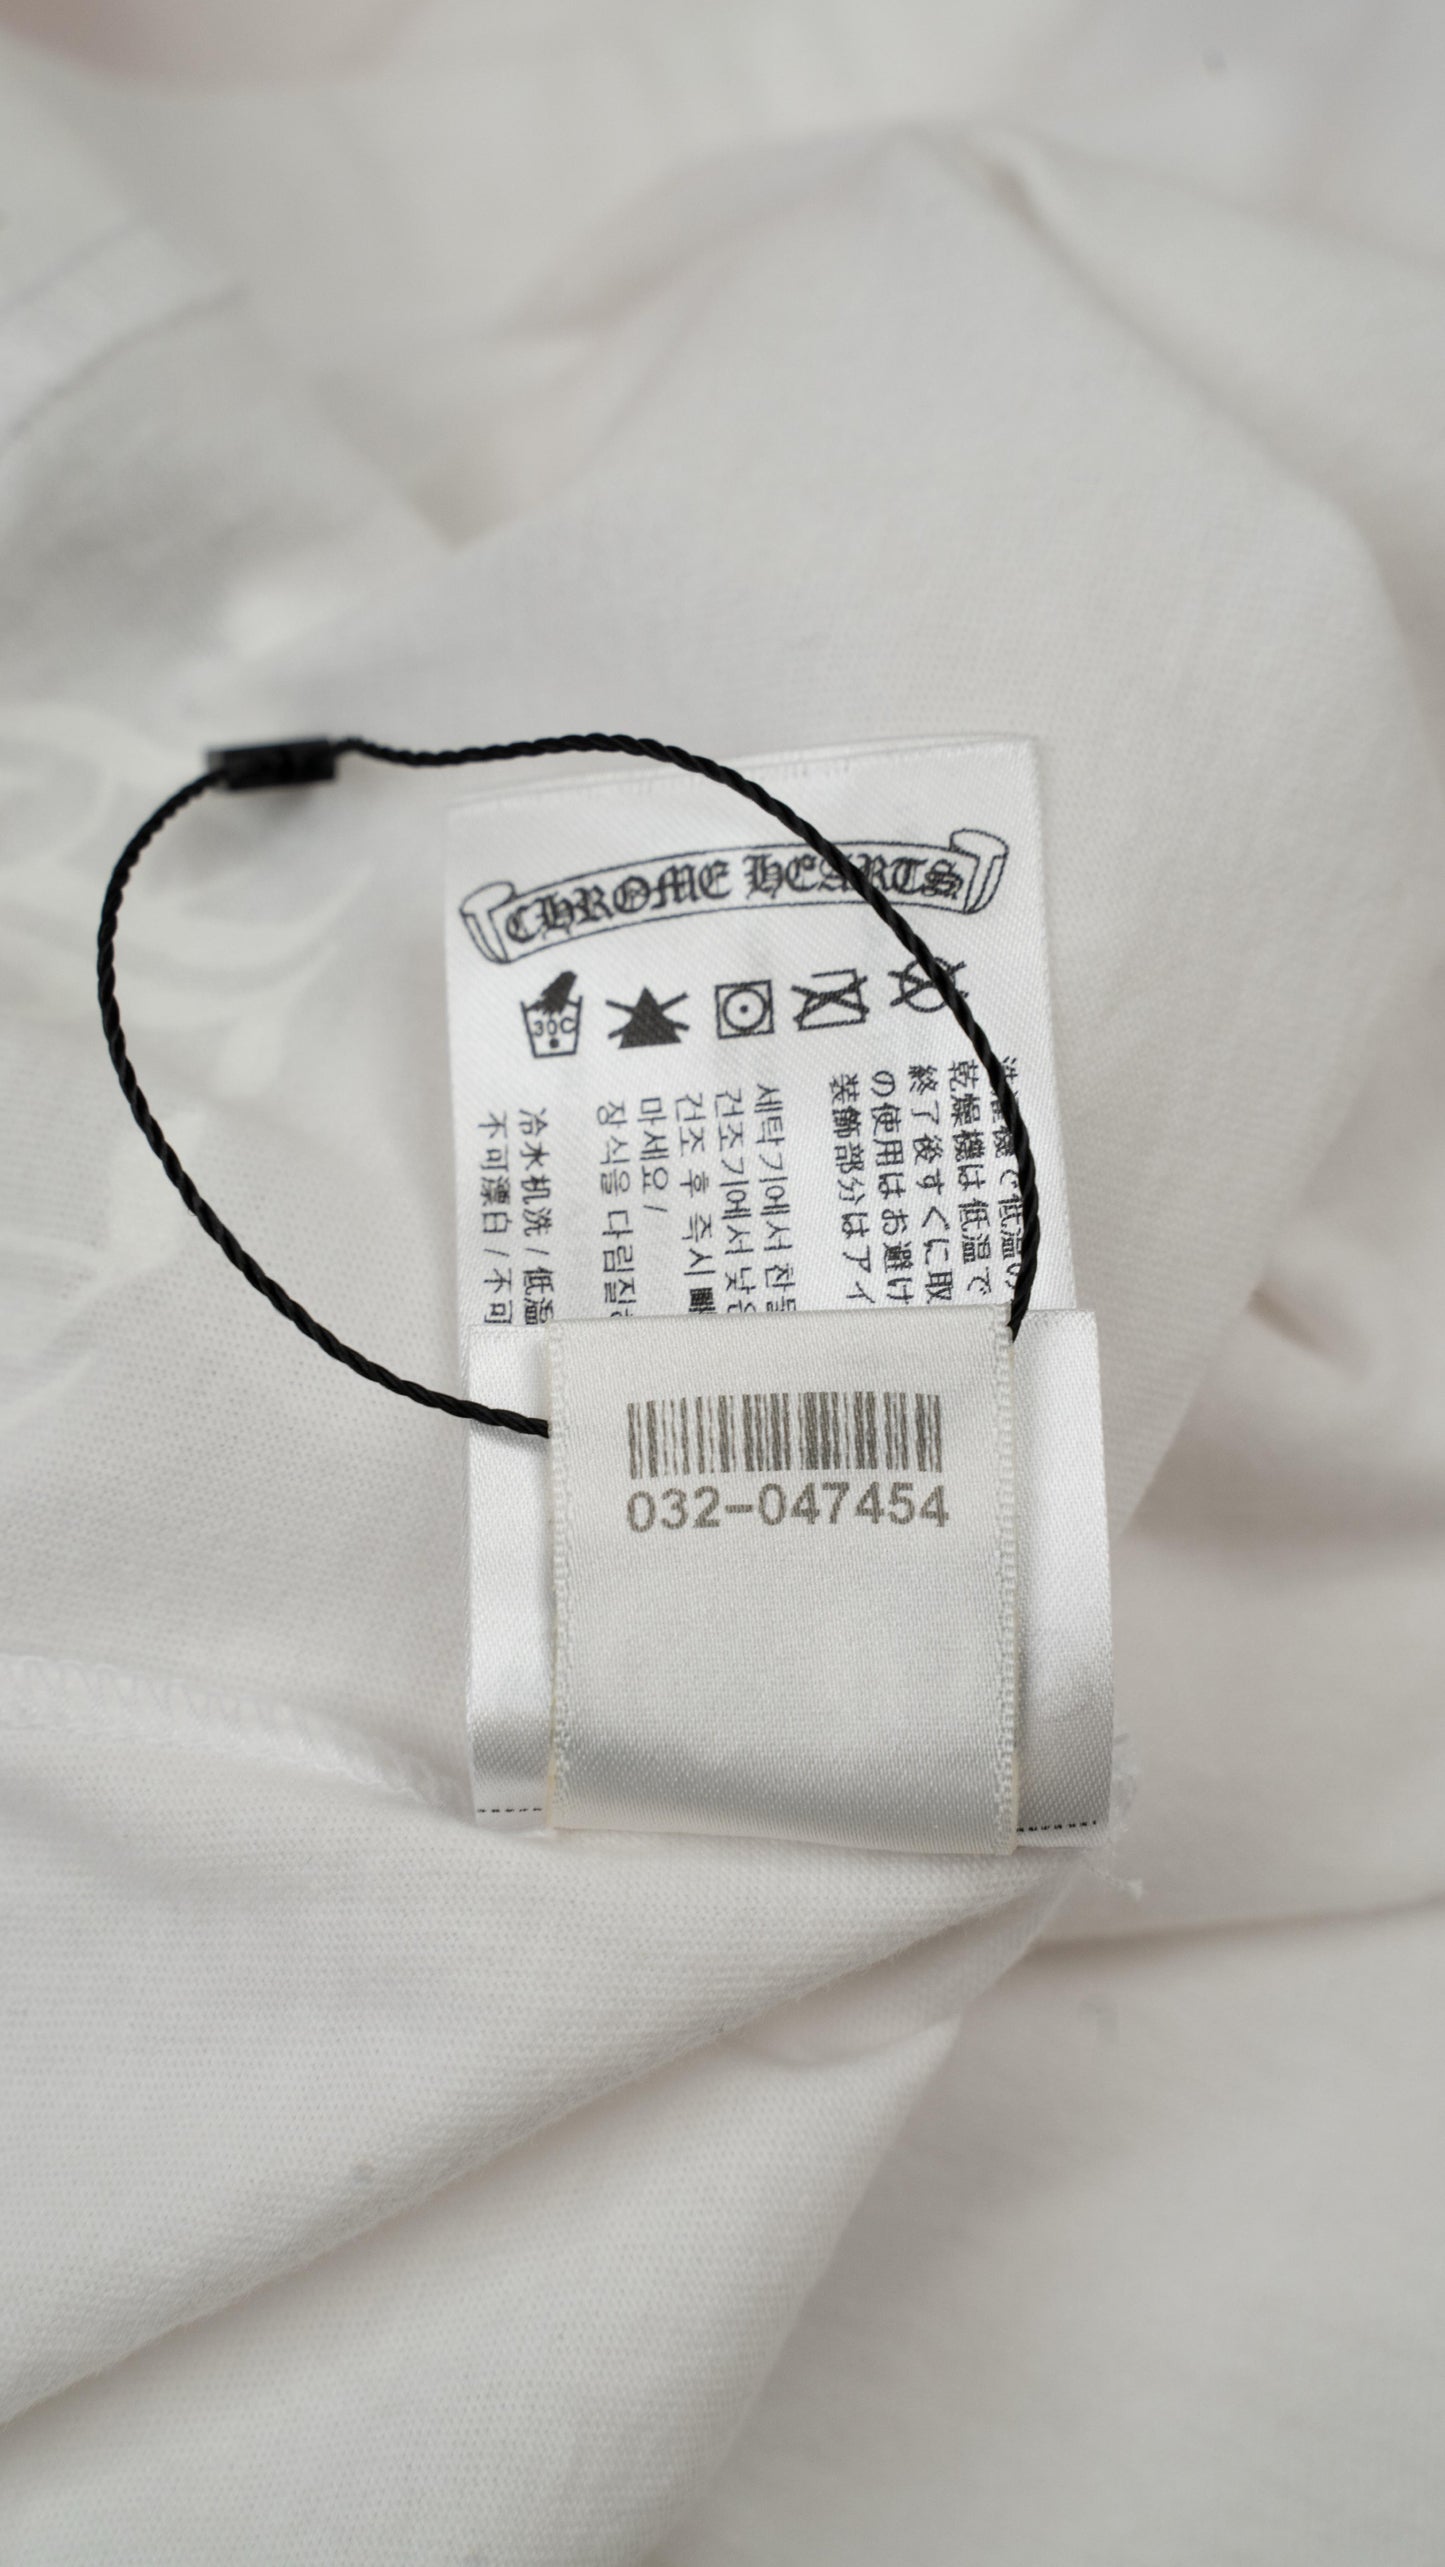 CHROME HEARTS
30C
乾燥機は低温で
終了後すぐに取
の使用はお避け
装飾部分はアイ
세탁기에서 찬물
건조기에서 낮은
건조 후 즉시
마세요 /
장식을 다림질
冷水机洗 / 低温
不可漂白 / 不可
032-047454